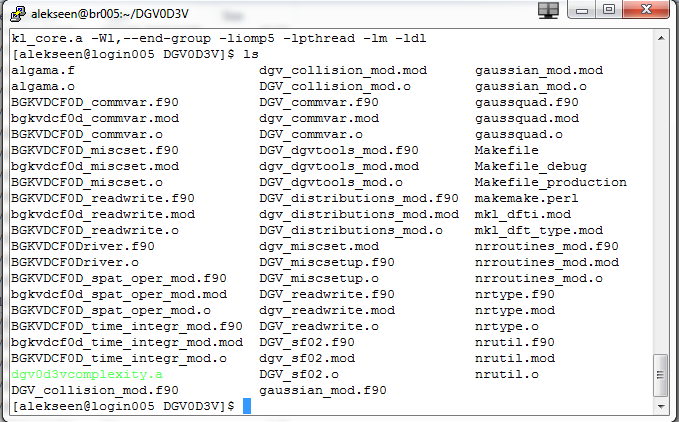 alekseen@br005:~/DGV0D3V
kl_core.a -Wl,--end-group -liomp5 -lpthread -lm -ldl
[alekseen@login005 DGV0D3V]$ ls
algama.f dgv_collision_mod.mod gaussian_mod.mod
algama.o DGV_collision_mod.o gaussian_mod.o
BGKVDCF0D_commvar.f90 DGV_commvar.f90 gaussquad.f90
bgkvdcf0d_commvar.mod dgv_commvar.mod gaussquad.mod
BGKVDCF0D_commvar.o DGV_commvar.o gaussquad.o
BGKVDCF0D_miscset.f90 DGV_dgvtools_mod.f90 Makefile
bgkvdcf0d_miscset.mod dgv_dgvtools_mod.mod Makefile_debug
BGKVDCF0D_miscset.o DGV_dgvtools_mod.o Makefile_production
BGKVDCF0D_readwrite.f90 DGV_distributions_mod.f90 makemake.perl
bgkvdcf0d_readwrite.mod dgv_distributions_mod.mod mkl_dfti.mod
BGKVDCF0D_readwrite.o DGV_distributions_mod.o mkl_dft_type.mod
BGKVDCF0Driver.f90 dgv_miscset.mod nrroutines_mod.f90
BGKVDCF0Driver.o DGV_miscsetup.f90 nrroutines_mod.mod
BGKVDCF0D_spat_oper_mod.f90 DGV_miscsetup.o nrroutines_mod.o
bgkvdcf0d_spat_oper_mod.mod DGV_readwrite.f90 nrtype.f90
BGKVDCF0D_spat_oper_mod.o dgv_readwrite.mod nrtype.mod
BGKVDCF0D_time_integr_mod.f90 DGV_readwrite.o nrtype.o
bgkvdcf0d_time_integr_mod.mod DGV_sf02.f90 nrutil.f90
BGKVDCF0D_time_integr_mod.o dgv_sf02.mod nrutil.mod
dgv0d3vcomplexity.a DGV_sf02.o nrutil.o
DGV_collision_mod.f90 gaussian_mod.f90
[alekseen@login005 DGV0D3V]$